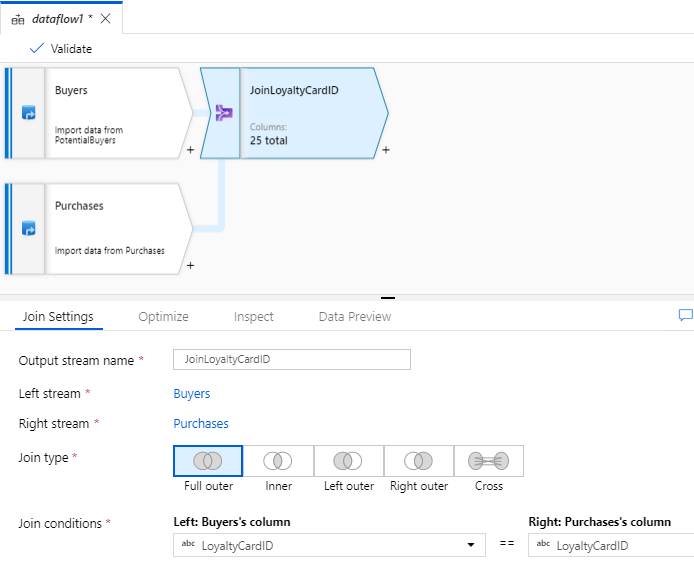 dataflow1 *
Validate
Buyers
Import data from
PotentialBuyers
+
JoinLoyaltyCardID
Columns:
25 total
+
Purchases
Import data from Purchases
+
Join Settings Optimize Inspect Data Preview
Output stream name * JoinLoyaltyCardID
Left stream * Buyers
Right stream * Purchases
Join type *
Full outer Inner Left outer Right outer Cross
Join conditions * Left: Buyers's column Right: Purchases's column
abc LoyaltyCardID == abc LoyaltyCardID